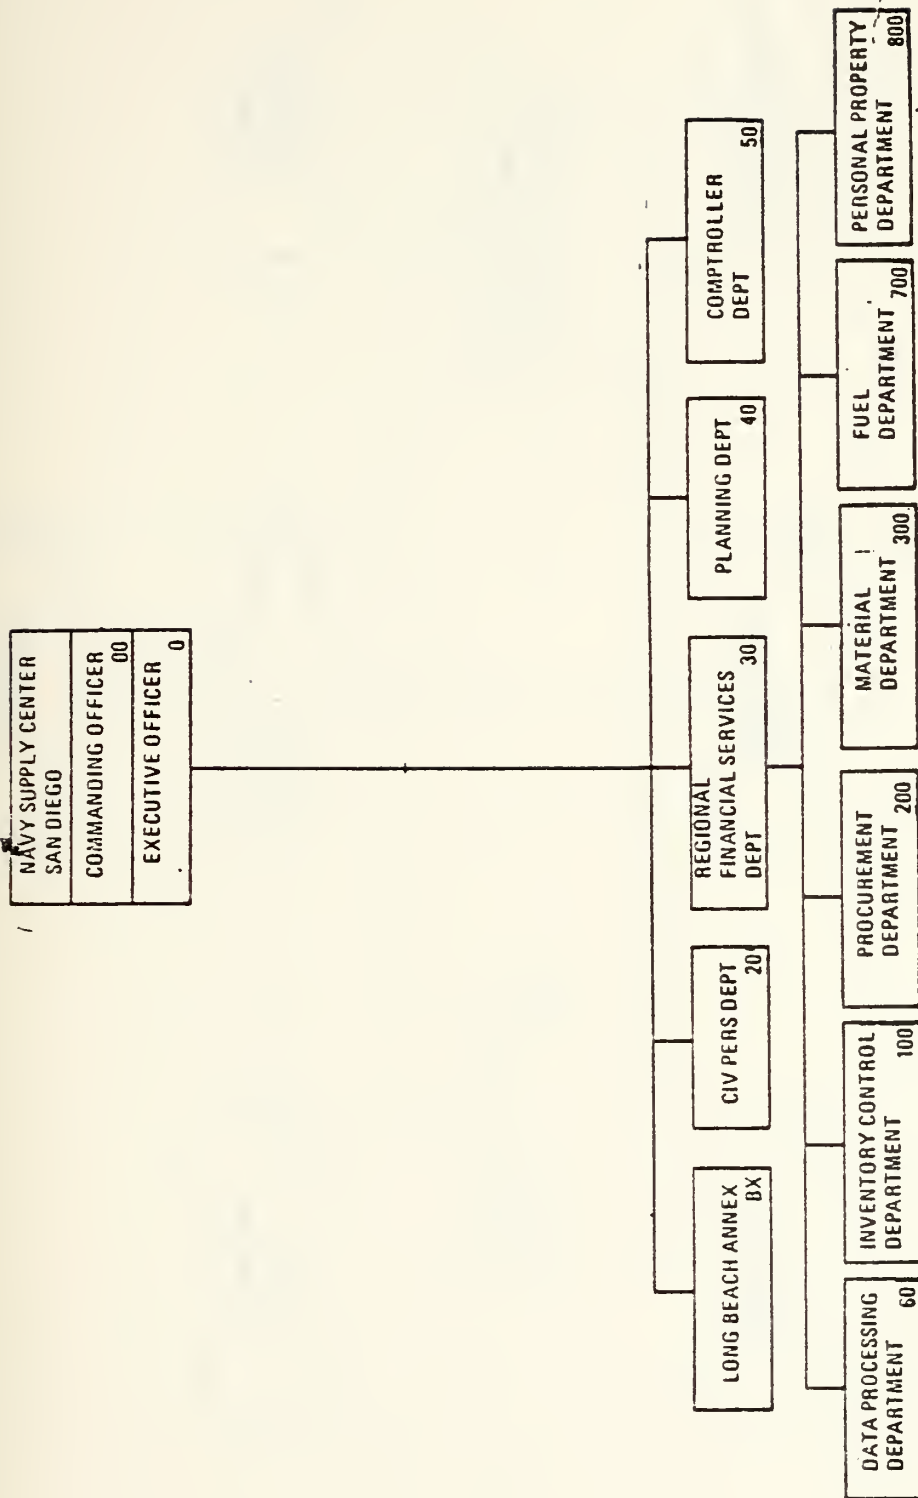 NAVY SUPPLY CENTER
SAN DIEGO
COMMANDING OFFICER
00
EXECUTIVE OFFICER
0
LONG BEACH ANNEX
BX
CIV PERS DEPT
20
REGIONAL
FINANCIAL SERVICES
DEPT
30
PLANNING DEPT
40
COMPTROLLER
DEPT
50
DATA PROCESSING
DEPARTMENT
60
INVENTORY CONTROL
DEPARTMENT
100
PROCUREMENT
DEPARTMENT
200
MATERIAL
DEPARTMENT
300
FUEL
DEPARTMENT
700
PERSONAL PROPERTY
DEPARTMENT
800